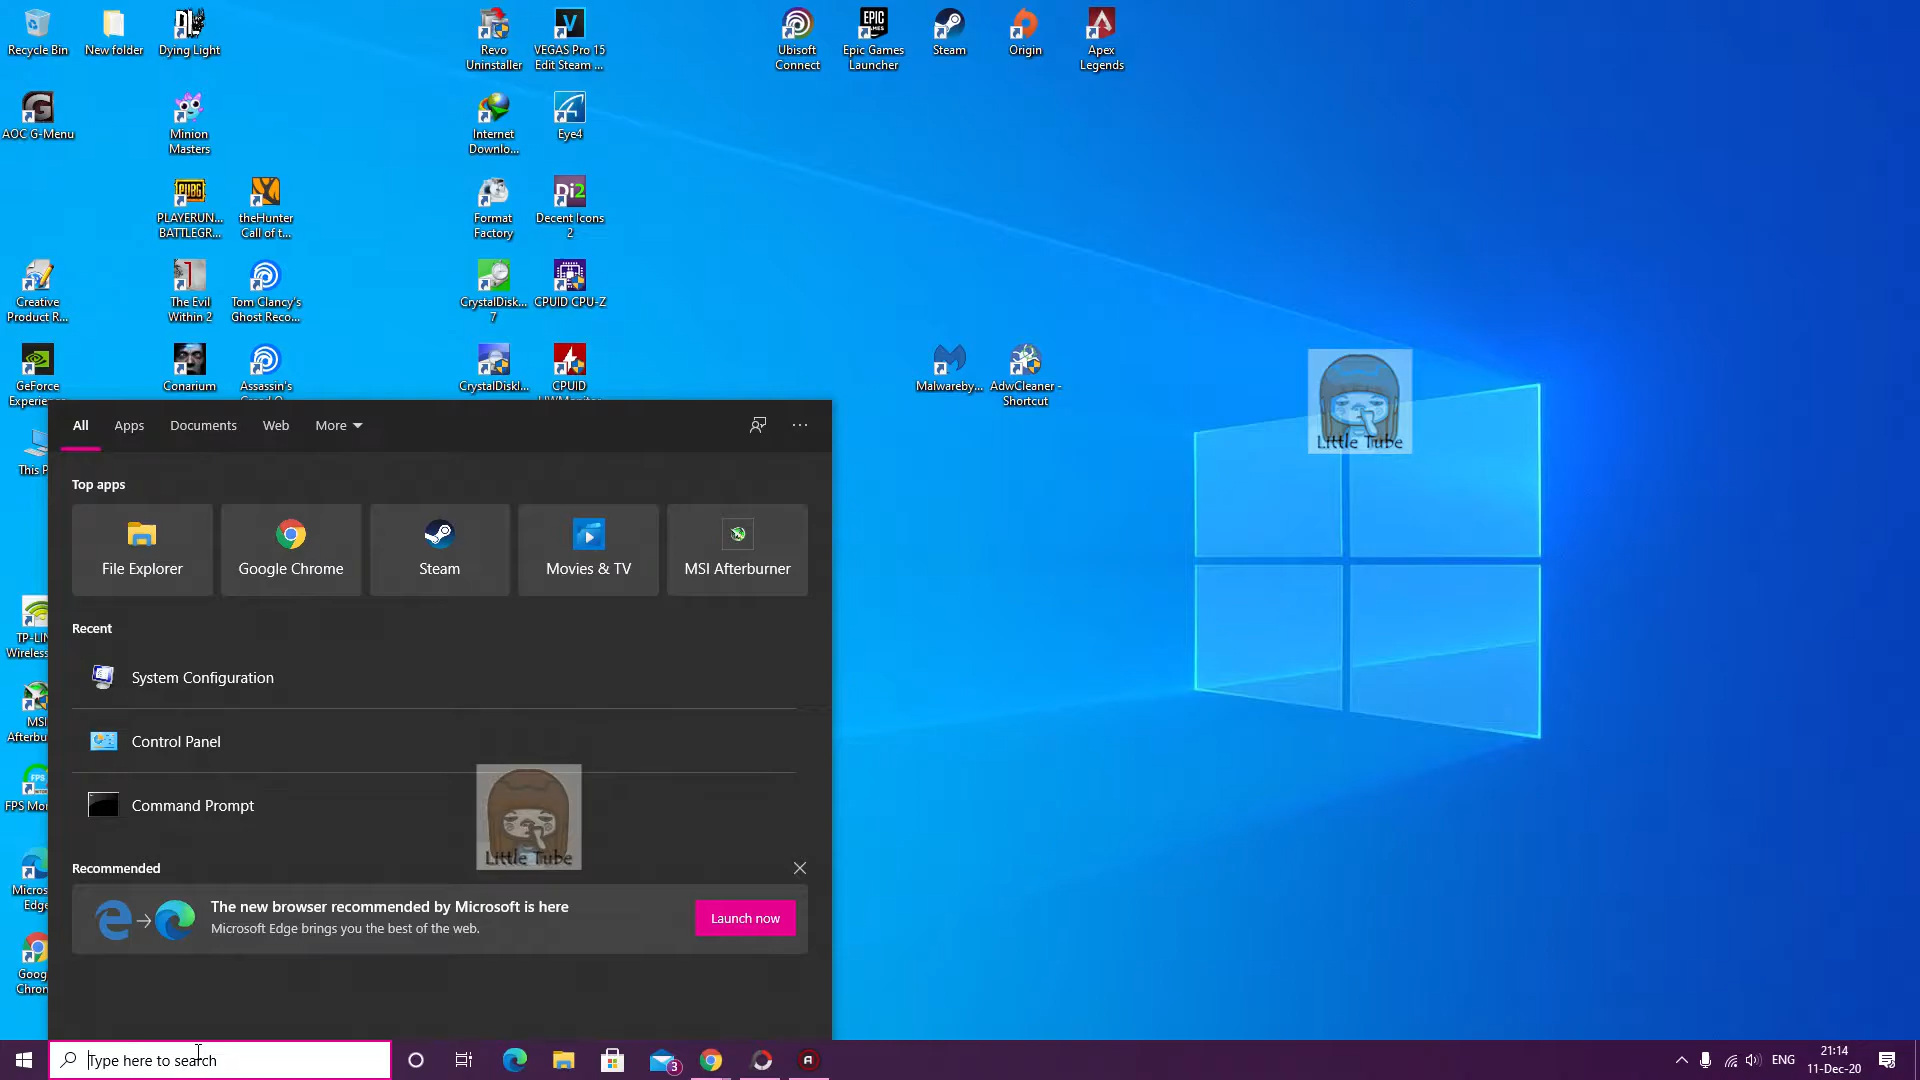 Recycle Bin
New folder
Dying Light
Revo
Uninstaller
VEGAS Pro 15
Edit Steam ...
Ubisoft
Connect
Epic Games
Launcher
Steam
Origin
Apex
Legends
AOC G-Menu
Minion
Masters
Internet
Downlo...
Eye4
PLAYERUN...
BATTLEGR...
theHunter
Call of t...
Format
Factory
Decent Icons
2
Creative
Product R...
The Evil
Within 2
Tom Clancy's
Ghost Reco...
CrystalDisk...
7
CPUID CPU-Z
GeForce
Experience
Conarium
Assassin's
CrystalDiskI...
CPUID
HWMonitor
Malwareby...
AdwCleaner -
Shortcut
Little Tube
All
Apps
Documents
Web
More
This P
Top apps
File Explorer
Google Chrome
Steam
Movies & TV
MSI Afterburner
Recent
TP-LIN
Wireless
System Configuration
MSI
Afterbu
Control Panel
FPS Mo
Command Prompt
Little Tube
Recommended
Micros
Edge
The new browser recommended by Microsoft is here
Microsoft Edge brings you the best of the web.
Launch now
Goog
Chron
Type here to search
3
ENG
21:14
11-Dec-20